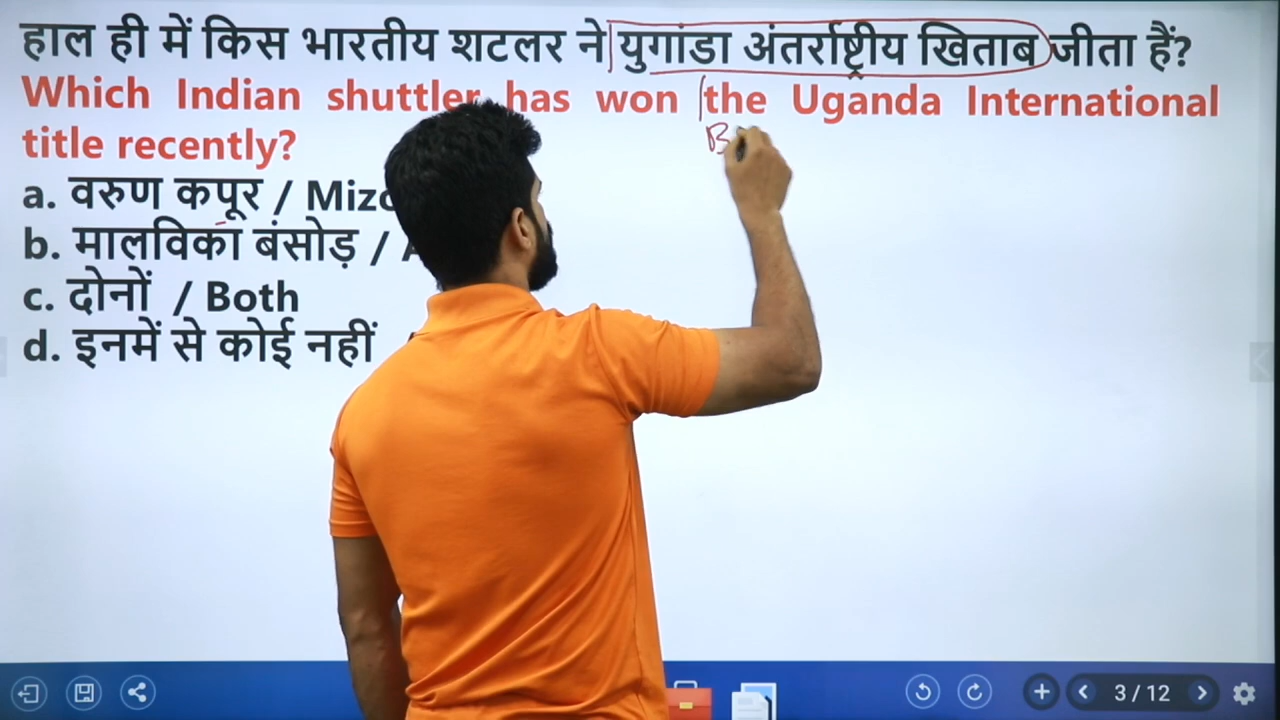 हाल ही में किस भारतीय शटलर ने युगांडा अंतर्राष्ट्रीय खिताब जीता हैं?
Which Indian shuttler has won the Uganda International
title recently?
a. वरुण कपूर /
b. मालविका बंसोड़ /
c. दोनों / Both
d. इनमें से कोई नहीं
B
3 / 12